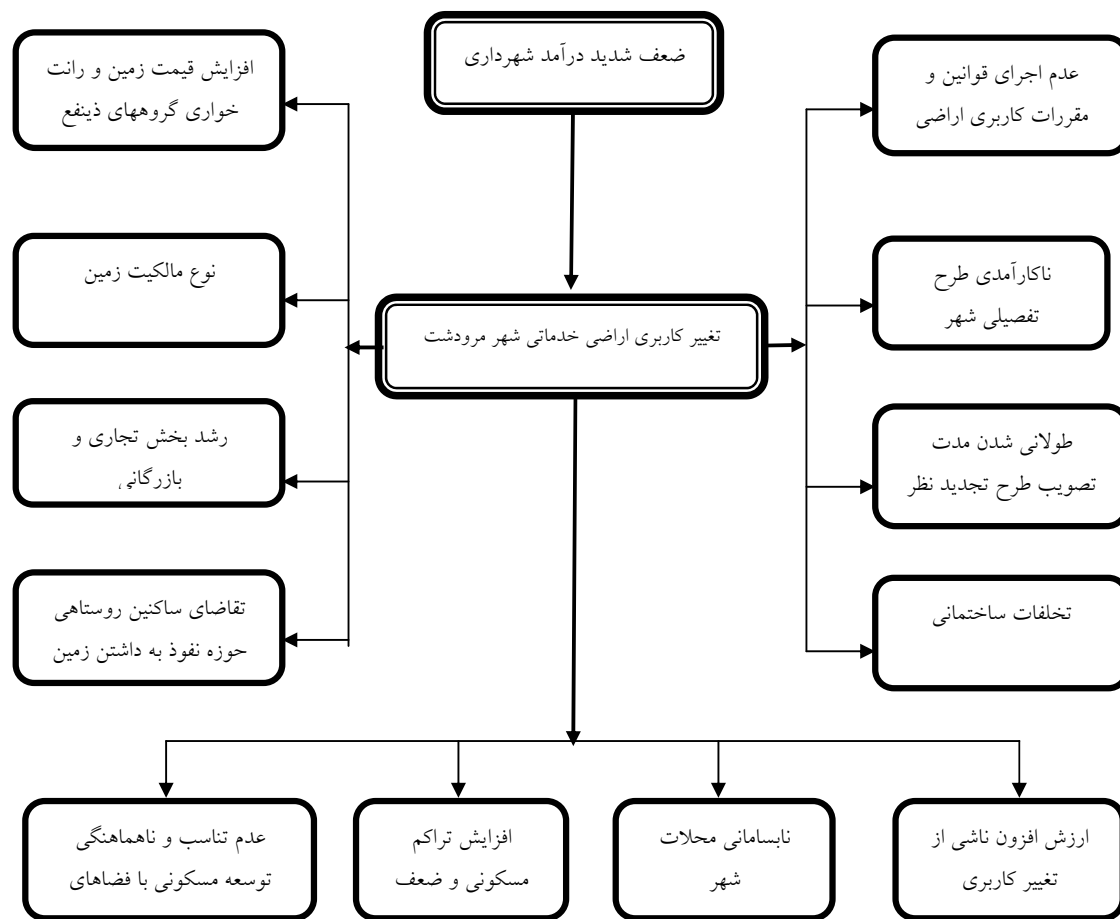 ضعف شدید درآمد شهرداری
عدم اجرای قوانین و
مقررات کاربری اراضی
افزایش قیمت زمین و رانت
خواری گروههای ذینفع
ناکارآمدی طرح
تفصیلی شهر
نوع مالکیت زمین
تغییر کاربری اراضی خدماتی شهر مرودشت
طولانی شدن مدت
تصویب طرح تجدید نظر
رشد بخش تجاری و
بازرگانی
تخلفات ساختمانی
تقاضای ساکنین روستاهی
حوزه نفوذ به داشتن زمین
ارزش افزون ناشی از
تغییر کاربری
نابسامانی محلات
شهر
افزایش تراکم
مسکونی و ضعف
عدم تناسب و ناهماهنگی
توسعه مسکونی با فضاهای